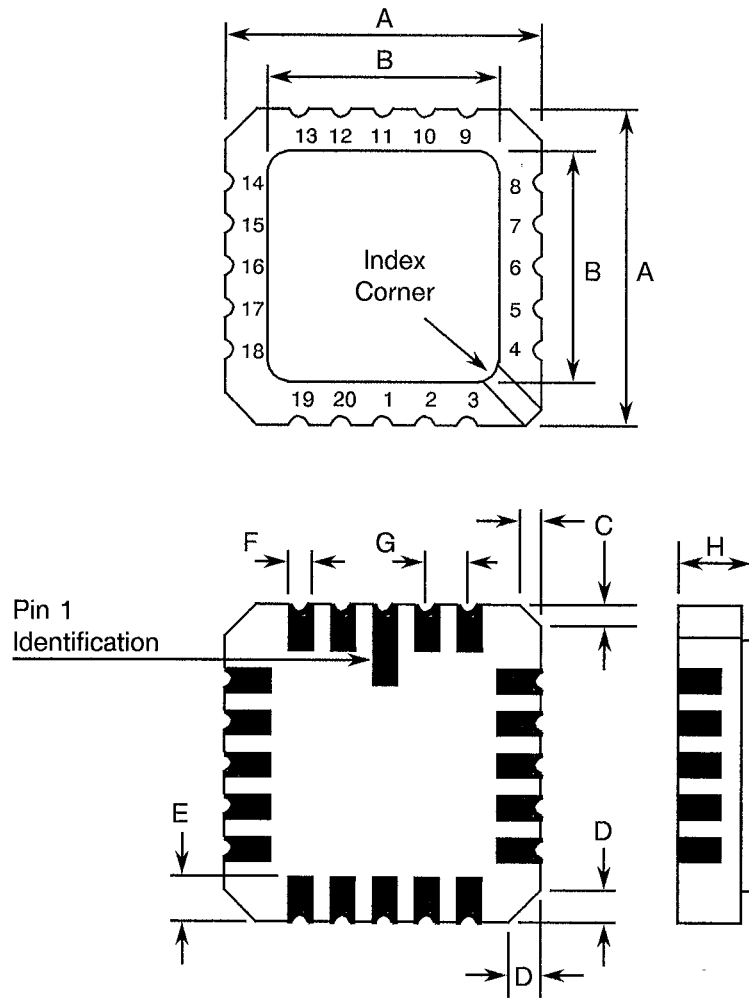 A
B
13 12 11 10 9
14 8
15 7
16 6
17 5
18 4
Index
Corner
B
A
19 20 1 2 3
F
G
C
H
Pin 1
Identification
E
D
D